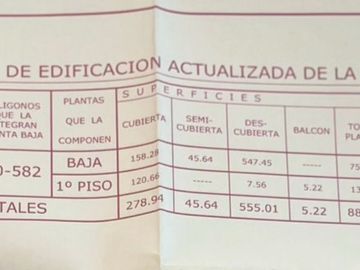 DE EDIFICACION ACTUALIZADA DE LA
SUPERFICIES
LIGONOS QUE LA NTEGRAN NTA BAJA
PLANTAS QUE LA COMPONEN
CUBIERTA
SEMI-CUBIERTA
DES-CUBIERTA
BALCON
TO PLA
0-582
BAJA 158.28 45.64 547.45 ----- 75
1º PISO 120.66 ----- 7.56 5.22 13
TALES 278.94 45.64 555.01 5.22 88